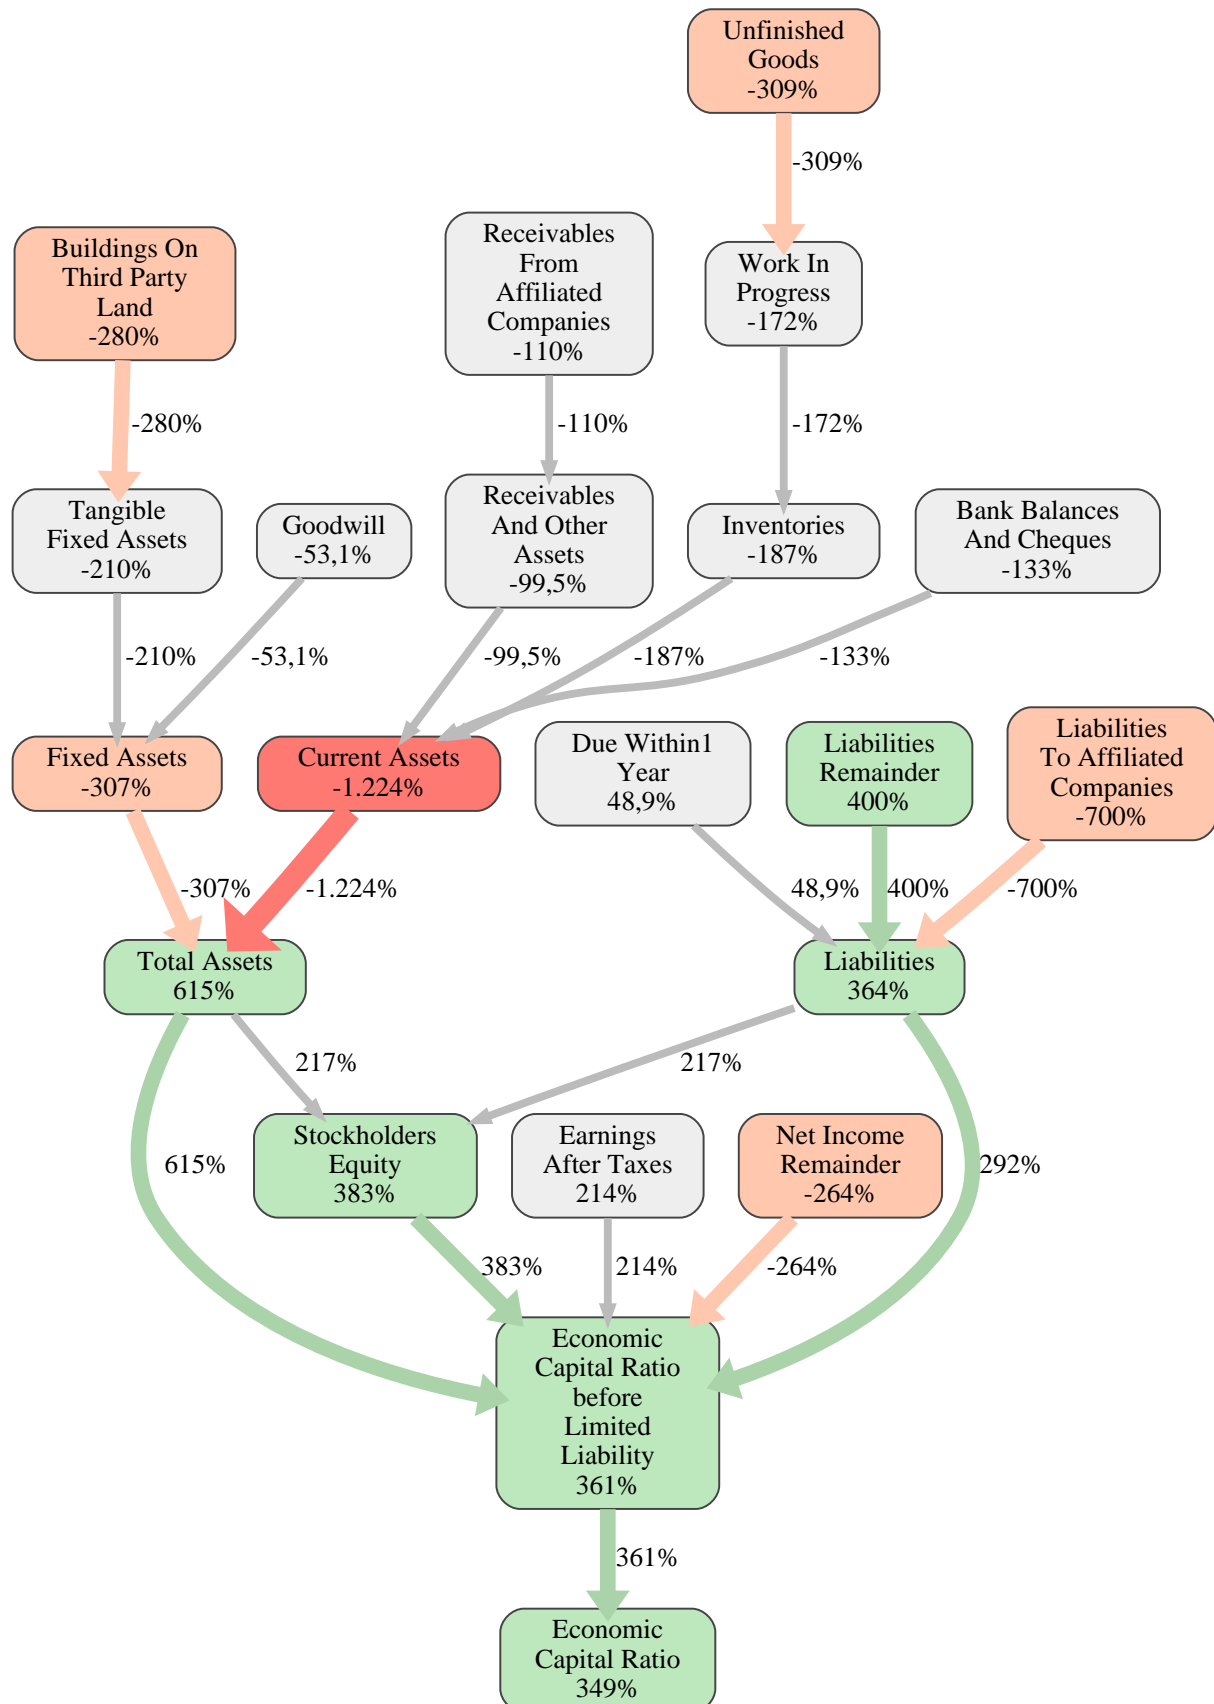 Unfinished
Goods
-309%
-309%
Buildings On
Third Party
Land
-280%
Receivables
From
Affiliated
Companies
-110%
Work In
Progress
-172%
-280%
-110%
-172%
Tangible
Fixed Assets
-210%
Goodwill
-53,1%
Receivables
And Other
Assets
-99,5%
Inventories
-187%
Bank Balances
And Cheques
-133%
-210%
-53,1%
-99,5%
-187%
-133%
Fixed Assets
-307%
Current Assets
-1.224%
Due Within1
Year
48,9%
Liabilities
Remainder
400%
Liabilities
To Affiliated
Companies
-700%
-307%
-1.224%
48,9%
400%
-700%
Total Assets
615%
Liabilities
364%
217%
217%
Stockholders
Equity
383%
Earnings
After Taxes
214%
Net Income
Remainder
-264%
615%
292%
383%
214%
-264%
Economic
Capital Ratio
before
Limited
Liability
361%
361%
Economic
Capital Ratio
349%